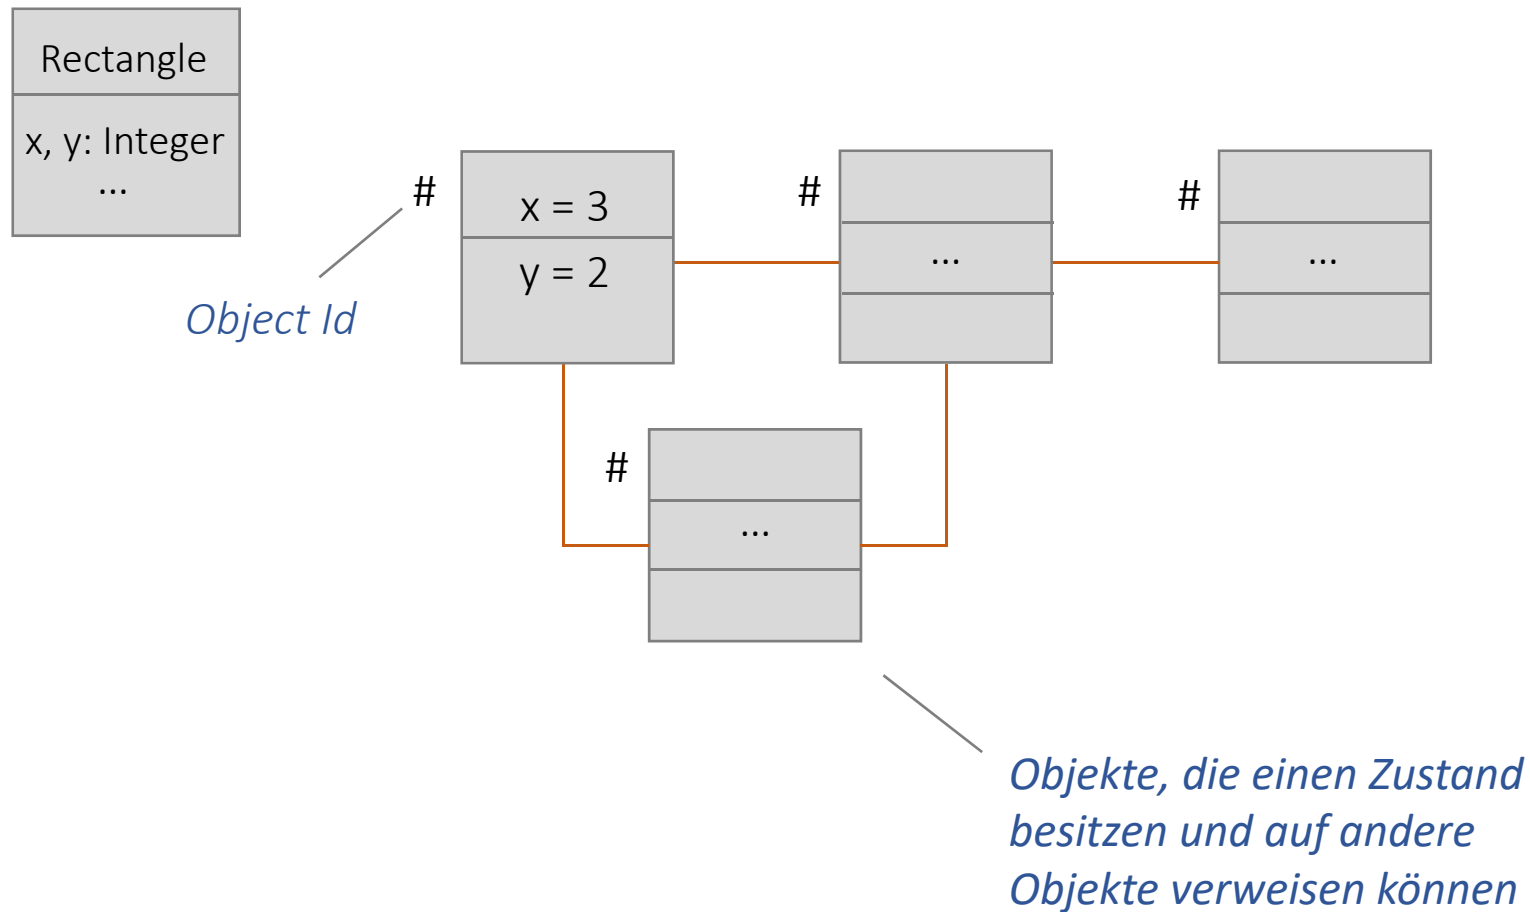 Rectangle
x, y: Integer
...
#
x = 3
y = 2
#
...
#
...
Object Id
#
...
Objekte, die einen Zustand
besitzen und auf andere
Objekte verweisen können